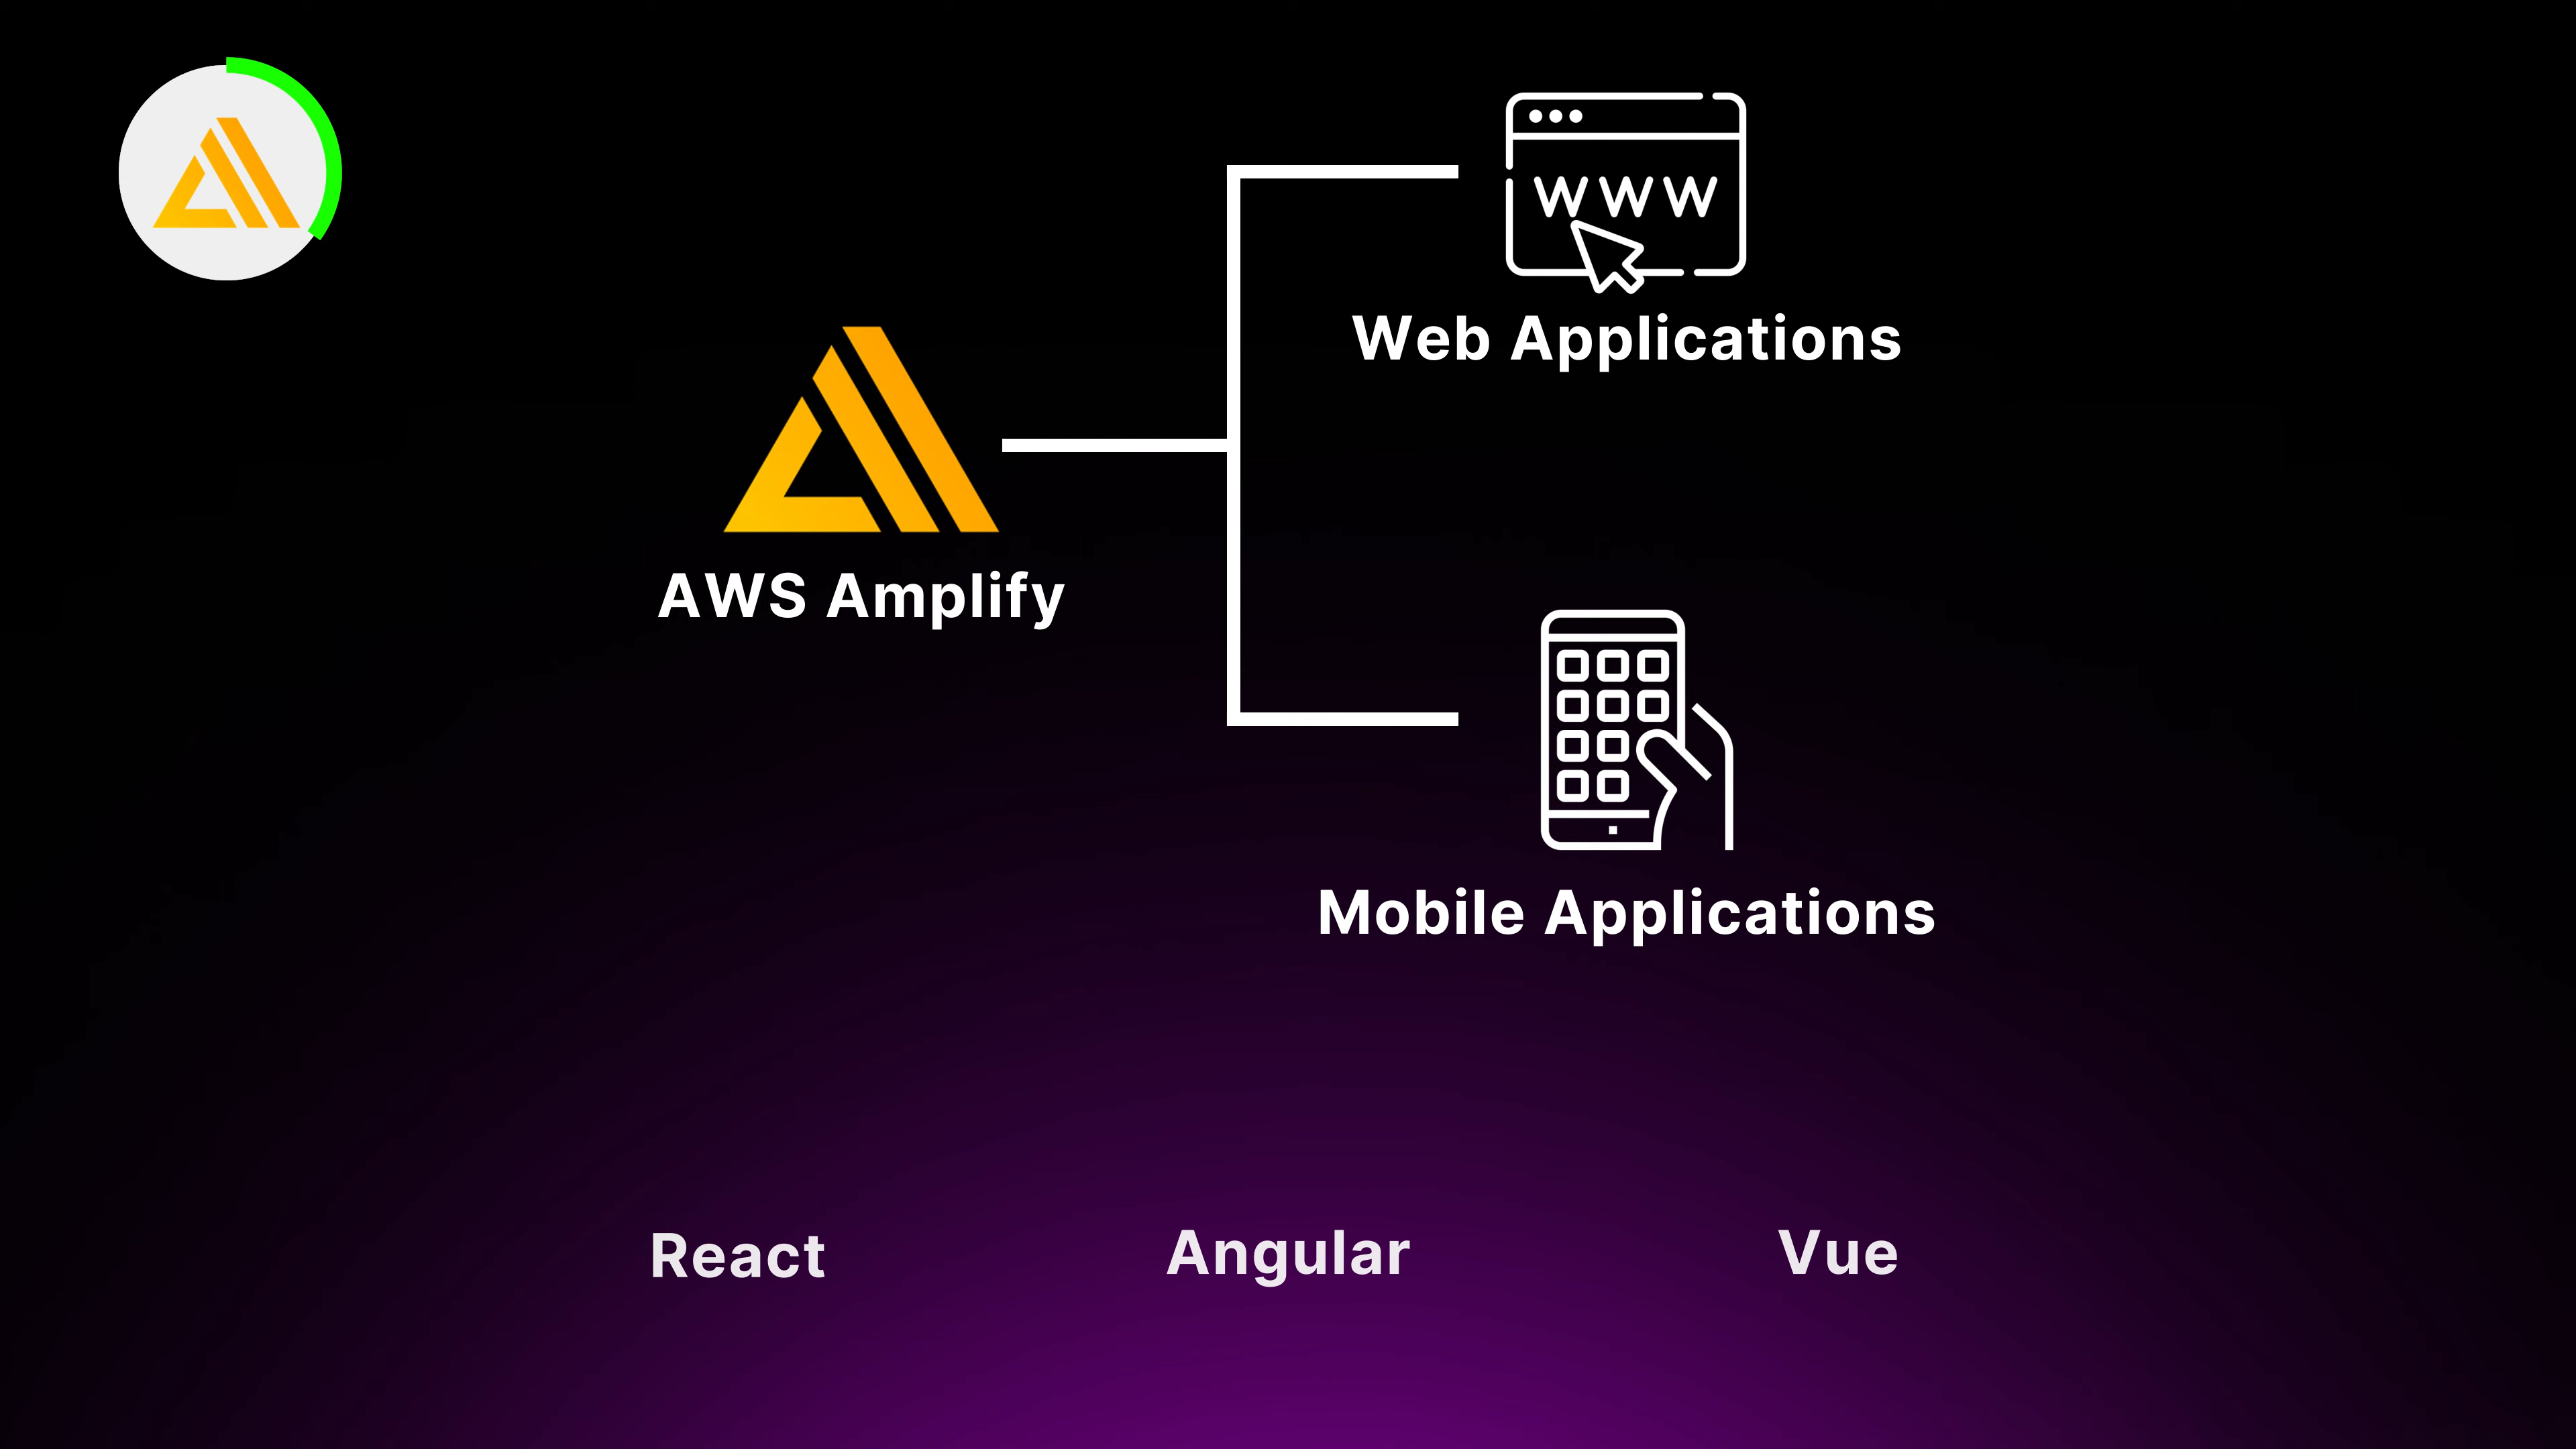 WWW
Web Applications
AWS Amplify
Mobile Applications
React
Angular
Vue